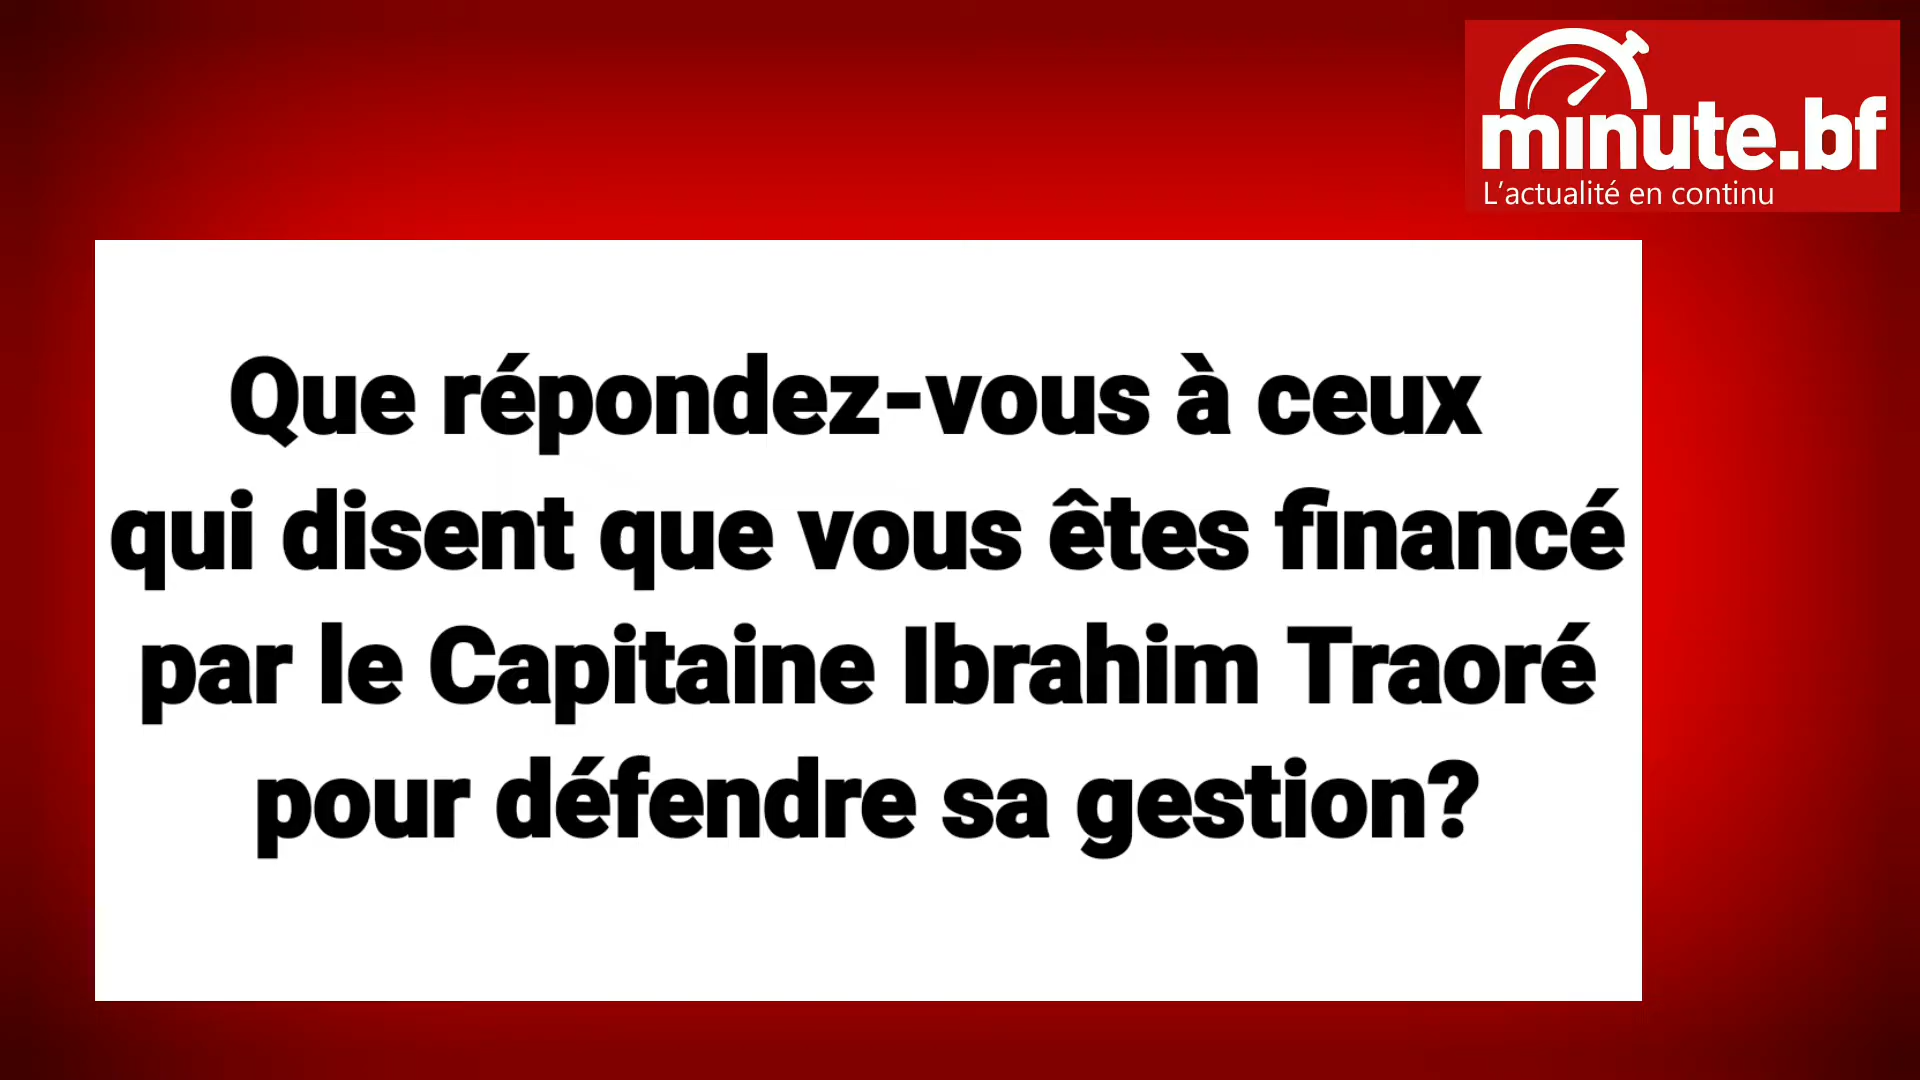 minute.bf
L'actualité en continu
Que répondez-vous à ceux
qui disent que vous êtes financé
par le Capitaine Ibrahim Traoré
pour défendre sa gestion?